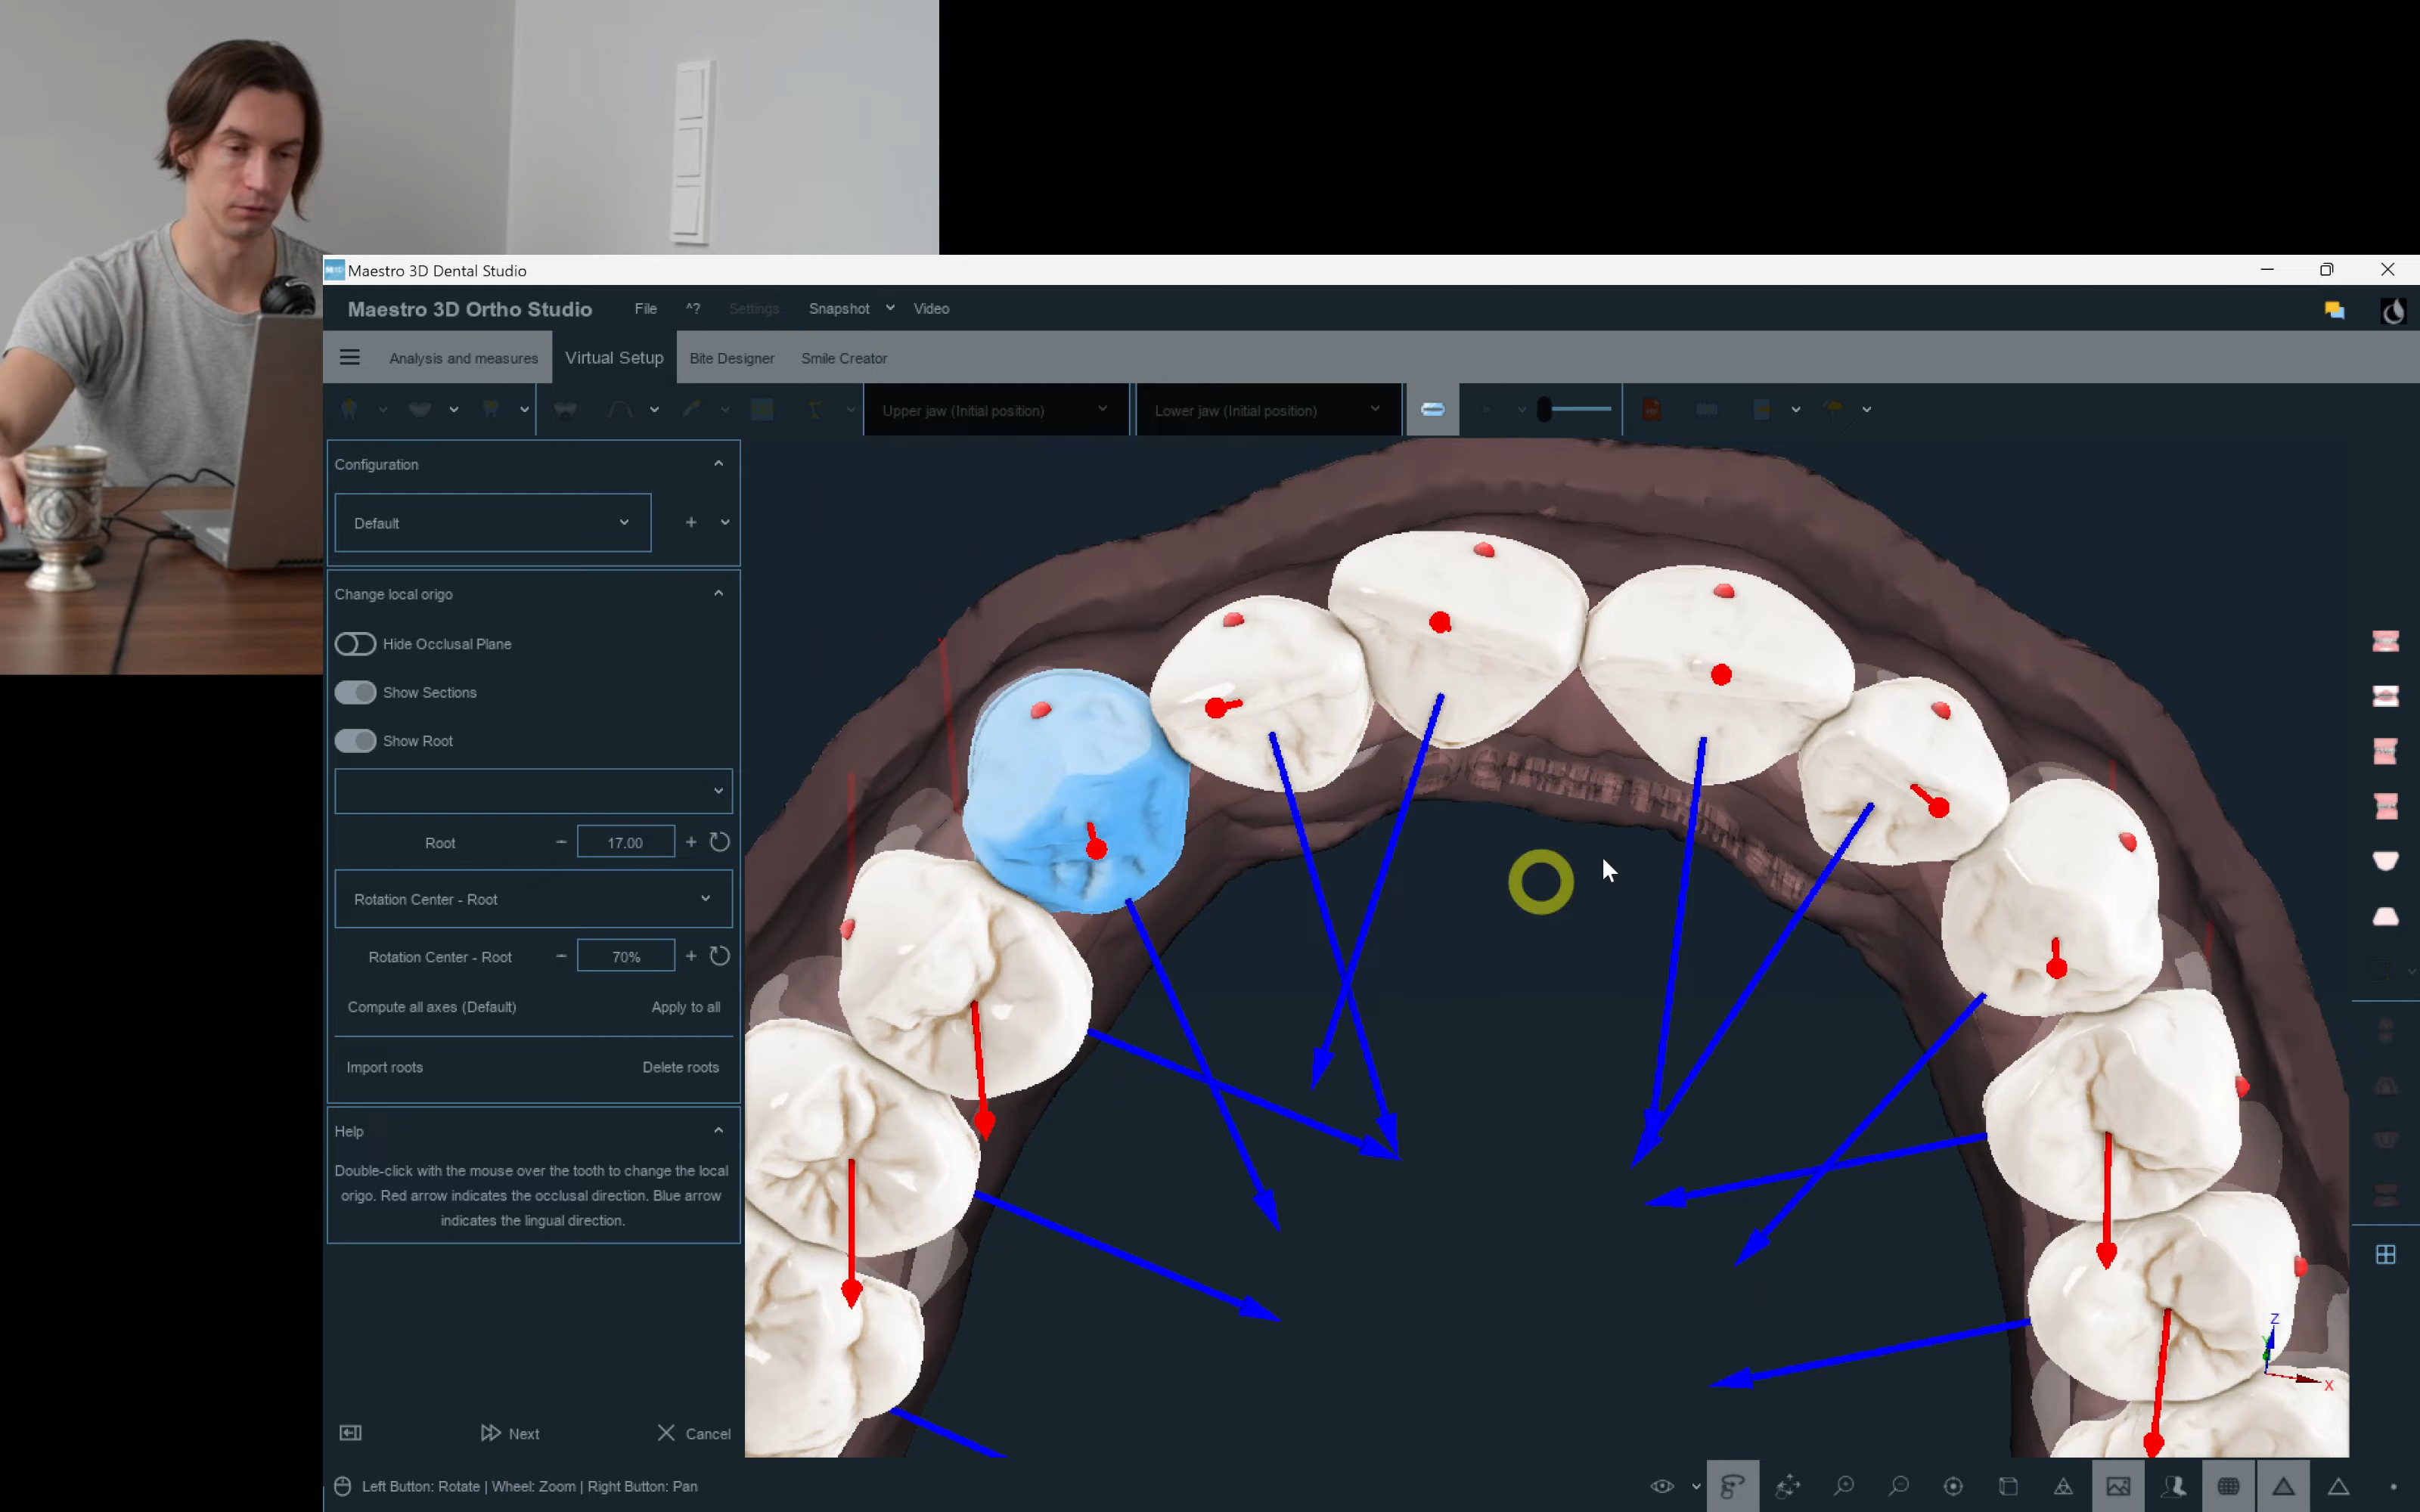 Maestro 3D Dental Studio
Maestro 3D Ortho Studio File ^? Settings Snapshot Video
Analysis and measures Virtual Setup Bite Designer Smile Creator
Upper jaw (Initial position) Lower jaw (Initial position)
Configuration
Default
Change local origo
Hide Occlusal Plane
Show Sections
Show Root
Root 17.00
Rotation Center - Root
Rotation Center - Root 70%
Compute all axes (Default) Apply to all
Import roots Delete roots
Help
Double-click with the mouse over the tooth to change the local
origo. Red arrow indicates the occlusal direction. Blue arrow
indicates the lingual direction.
Z
Y
X
Next Cancel
Left Button: Rotate | Wheel: Zoom | Right Button: Pan